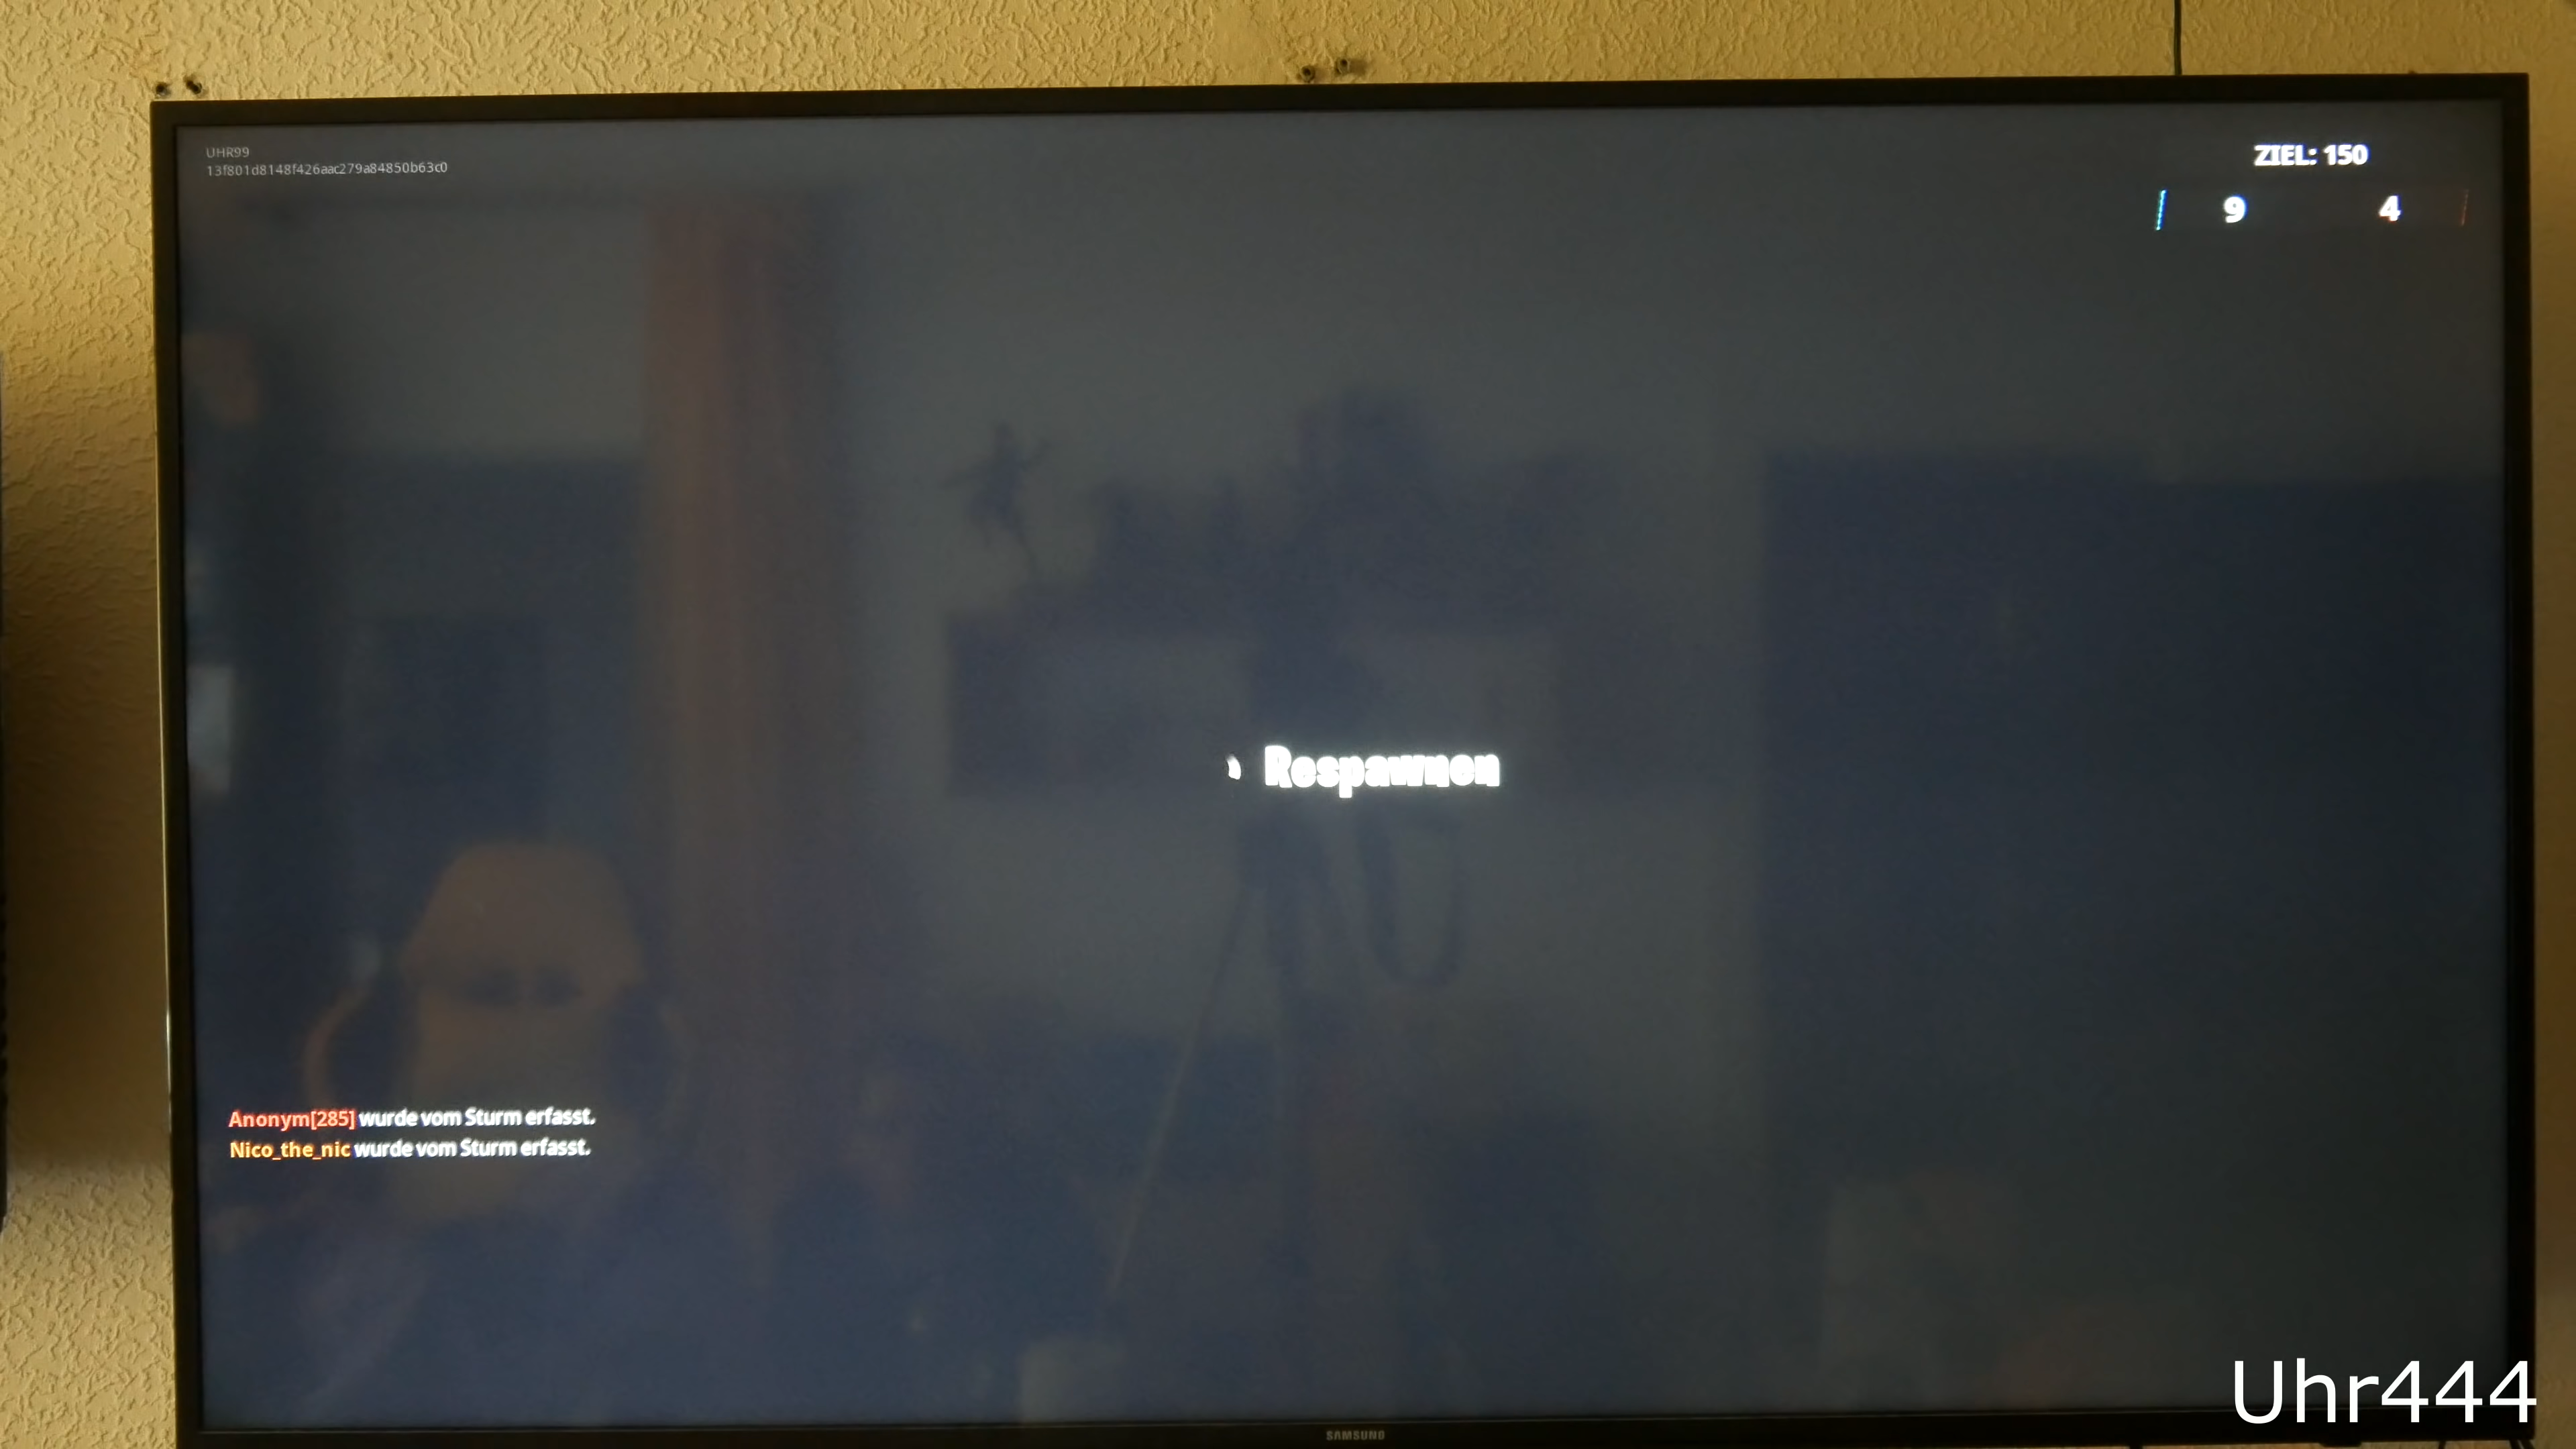 UHR99
13f801d8148f426aac279a84850b63c0
ZIEL: 150
9 4
Respawnen
Anonym[285] wurde vom Sturm erfasst.
Nico_the_nic wurde vom Sturm erfasst.
SAMSUNG
Uhr444